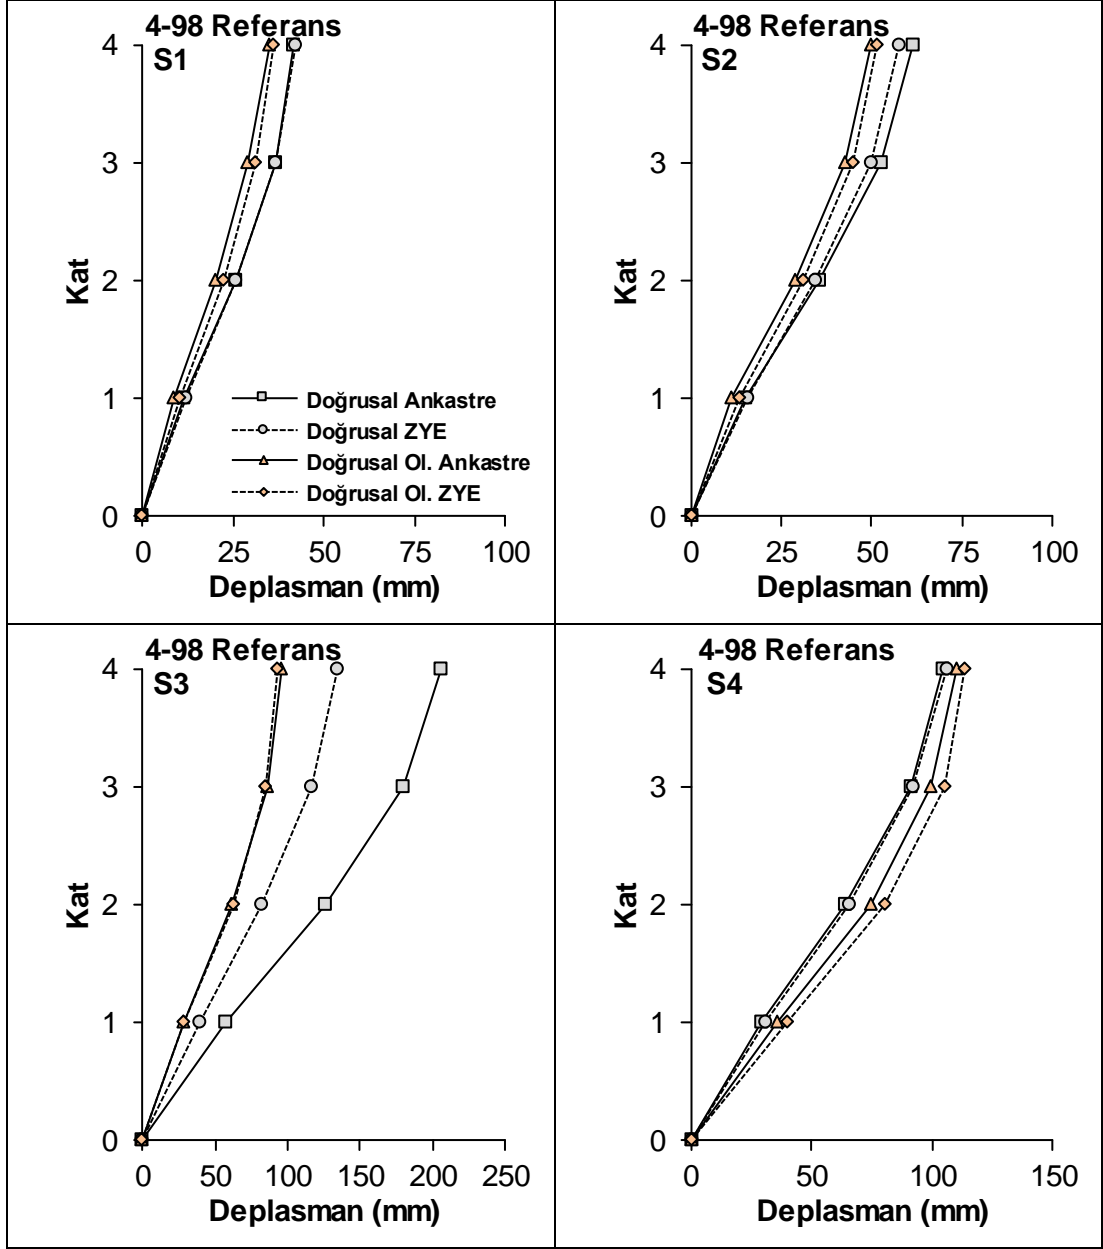 4-98 Referans
S1
4
3
2
1
0
Kat
Doğrusal Ankastre
Doğrusal ZYE
Doğrusal Ol. Ankastre
Doğrusal Ol. ZYE
0 25 50 75 100
Deplasman (mm)
4-98 Referans
S2
4
3
2
1
0
Kat
0 25 50 75 100
Deplasman (mm)
4-98 Referans
S3
4
3
2
1
0
Kat
0 50 100 150 200 250
Deplasman (mm)
4-98 Referans
S4
4
3
2
1
0
Kat
0 50 100 150
Deplasman (mm)